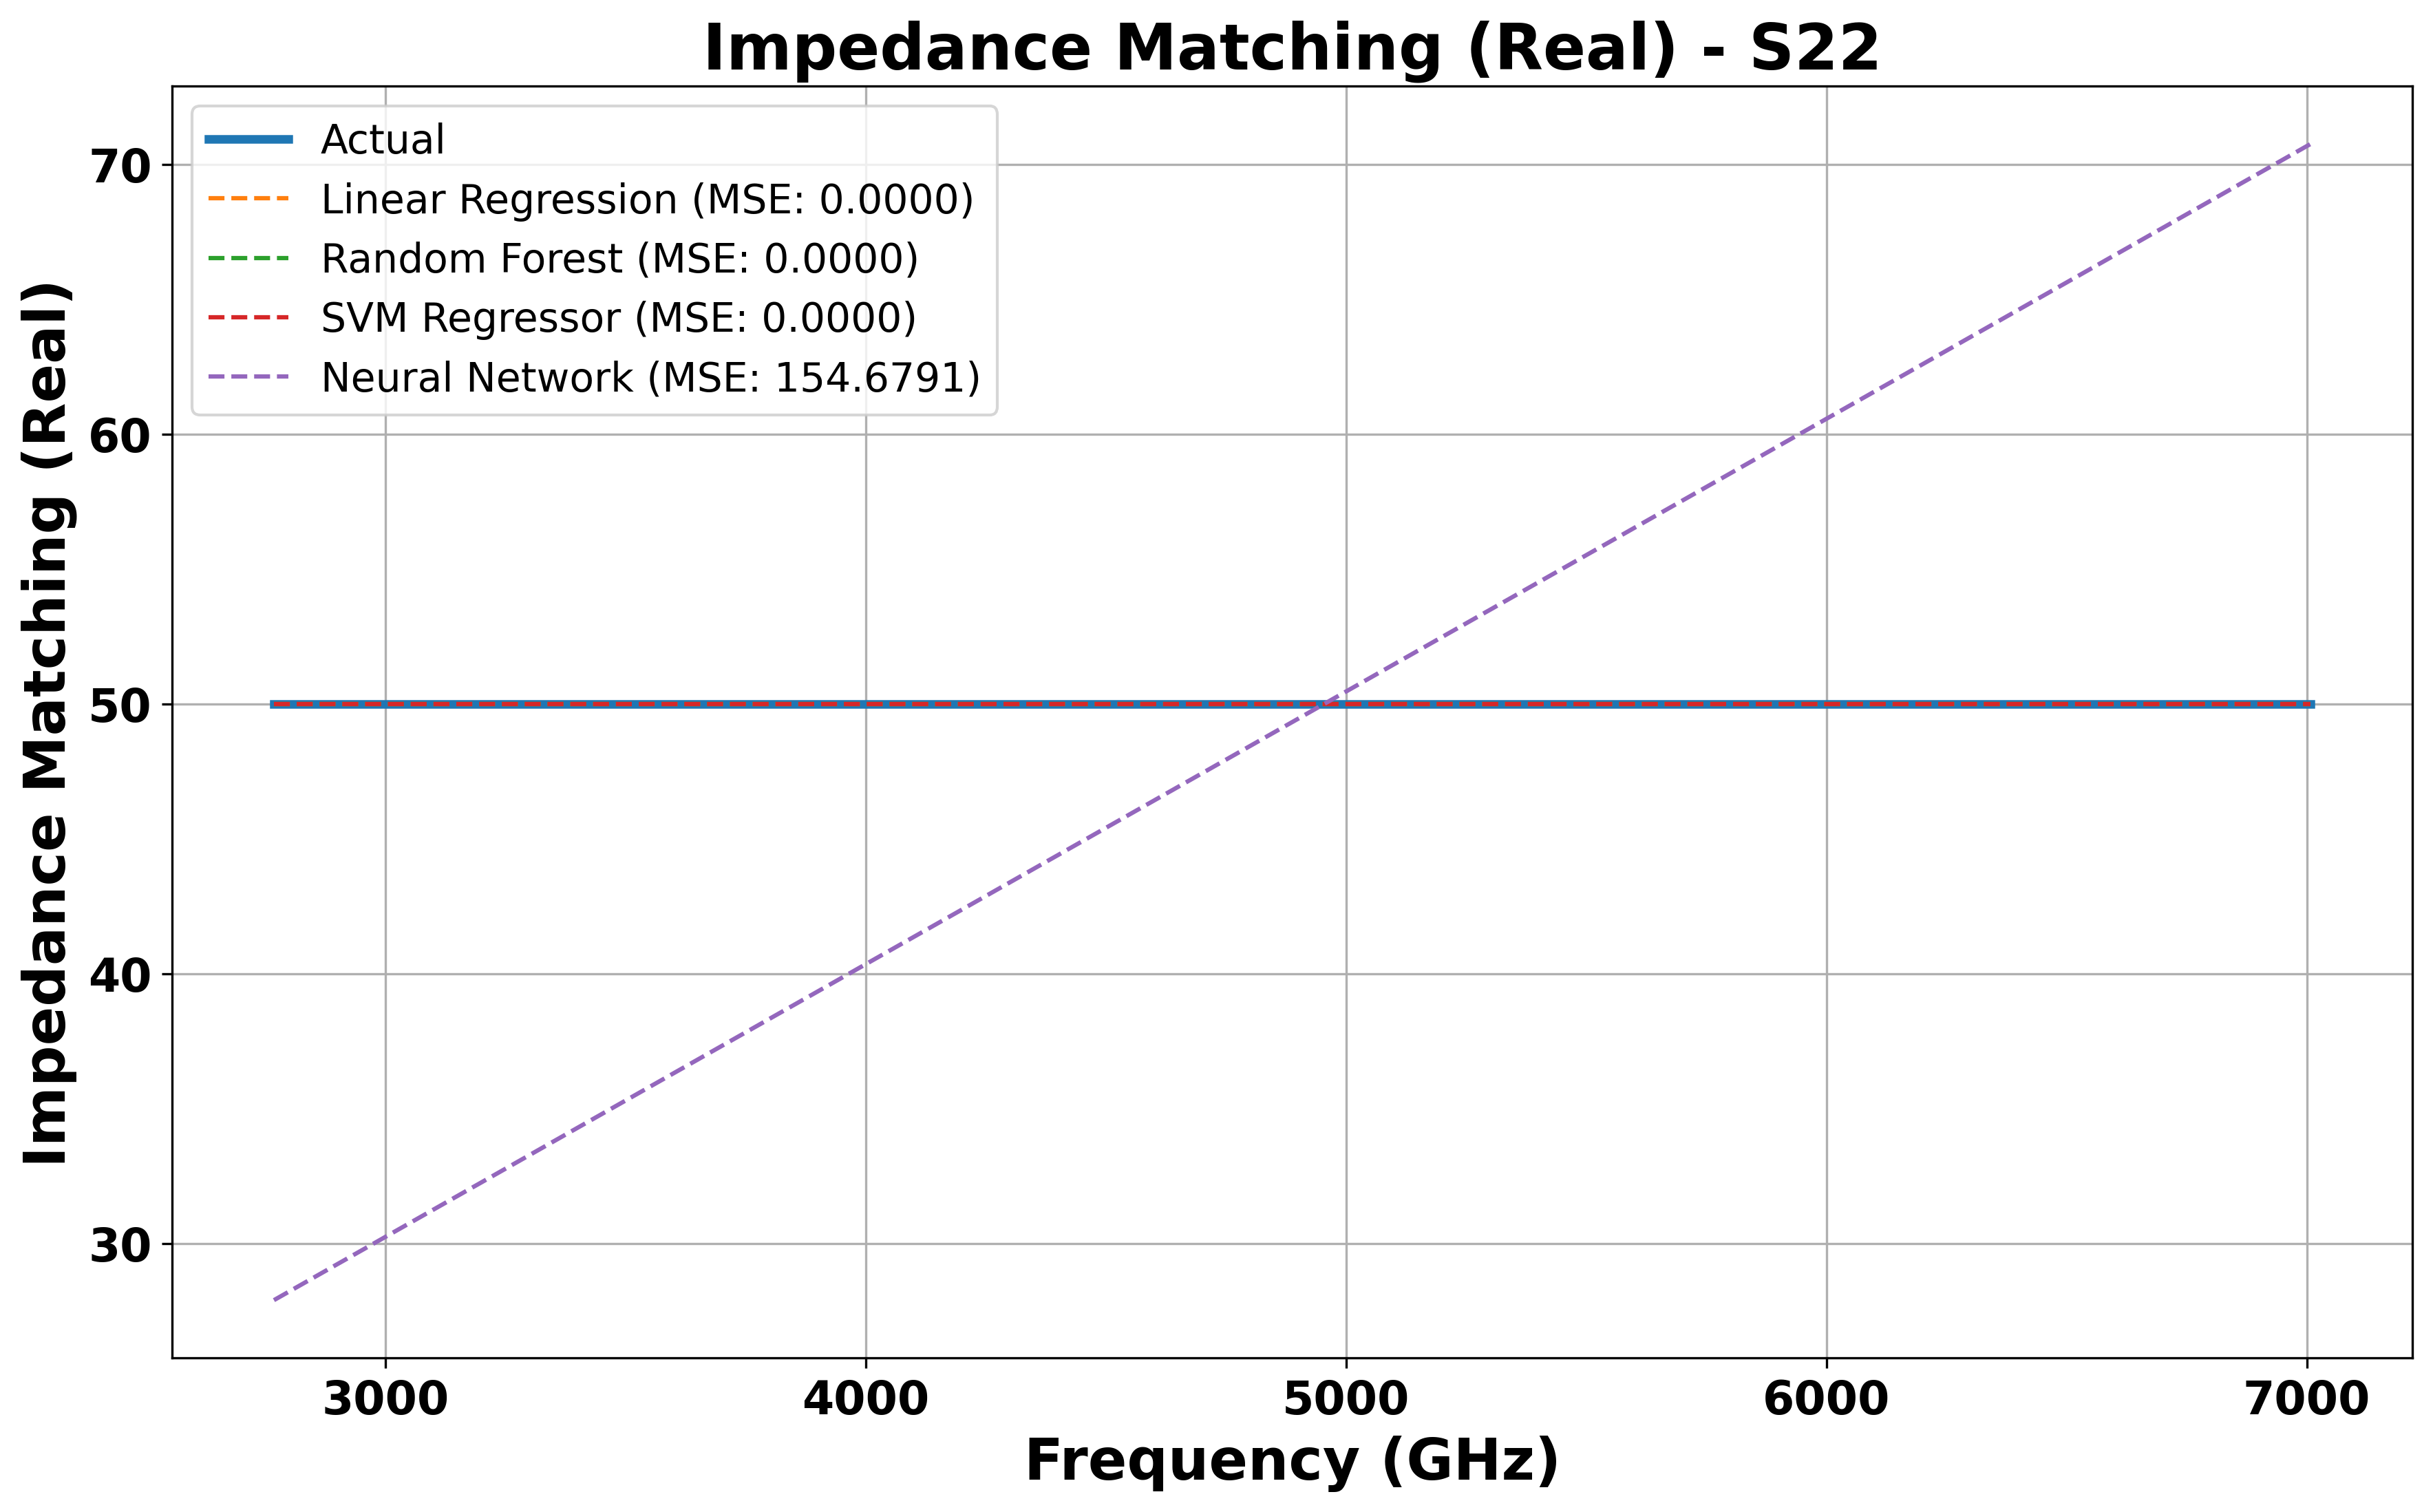 Impedance Matching (Real) - S22
Actual
Linear Regression (MSE: 0.0000)
Random Forest (MSE: 0.0000)
SVM Regressor (MSE: 0.0000)
Neural Network (MSE: 154.6791)
Impedance Matching (Real)
70
60
50
40
30
3000 4000 5000 6000 7000
Frequency (GHz)